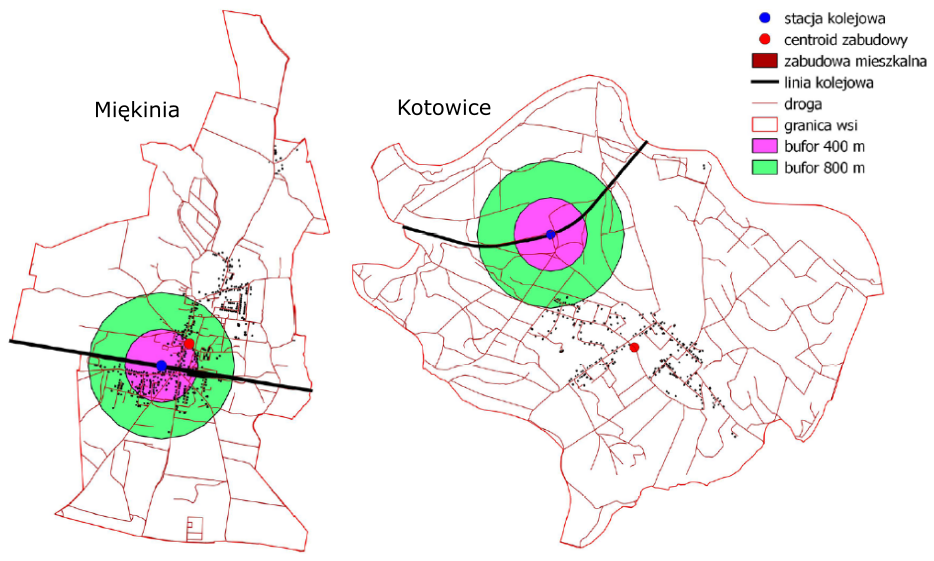 Miękinia
Kotowice
stacja kolejowa
centroid zabudowy
zabudowa mieszkalna
linia kolejowa
droga
granica wsi
bufor 400 m
bufor 800 m